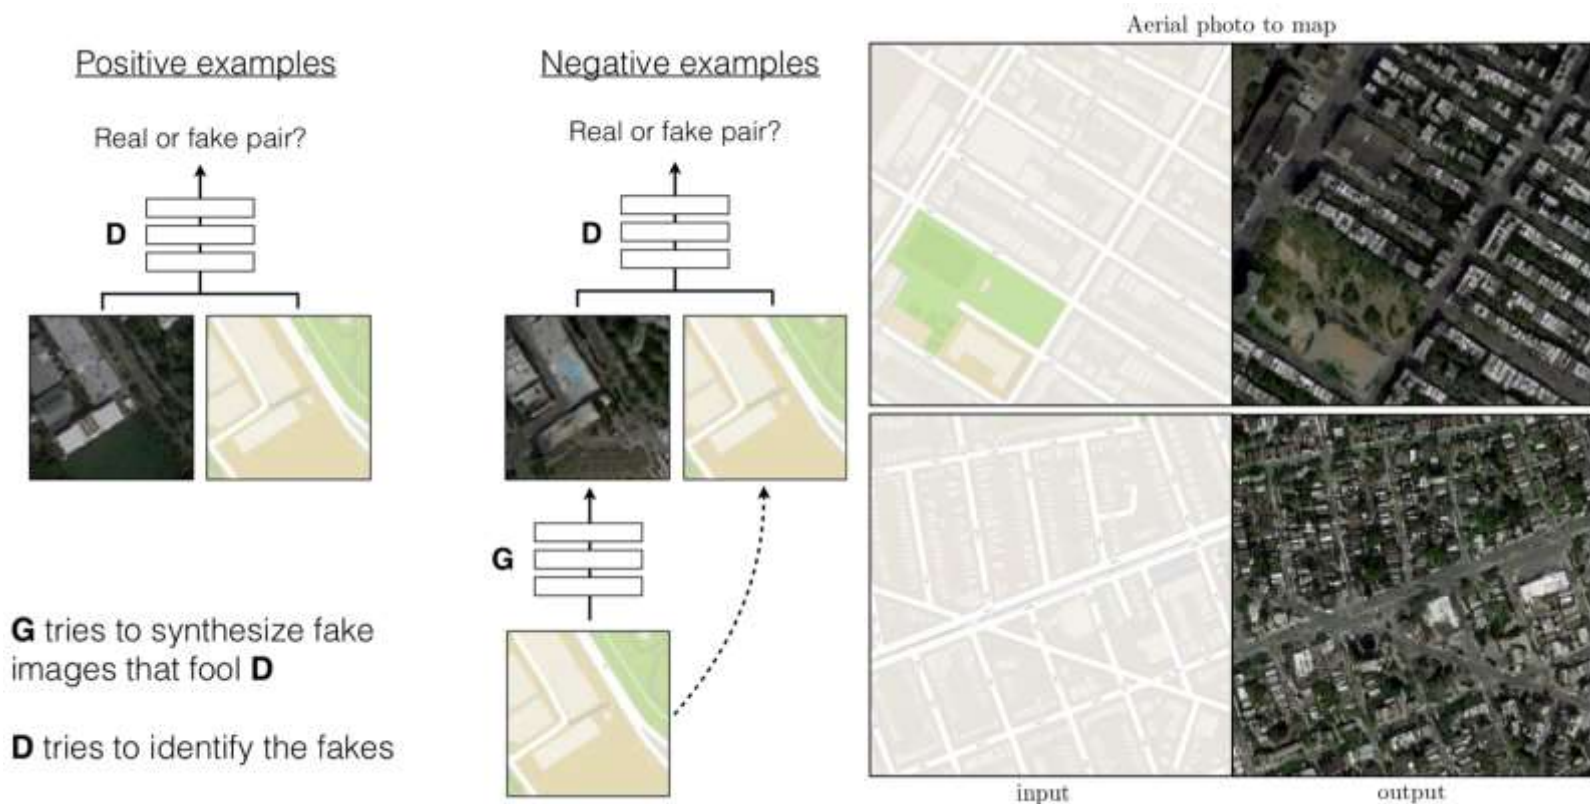 Positive examples
Real or fake pair?
D
Negative examples
Real or fake pair?
D
G
G tries to synthesize fake
images that fool D
D tries to identify the fakes
Aerial photo to map
input
output